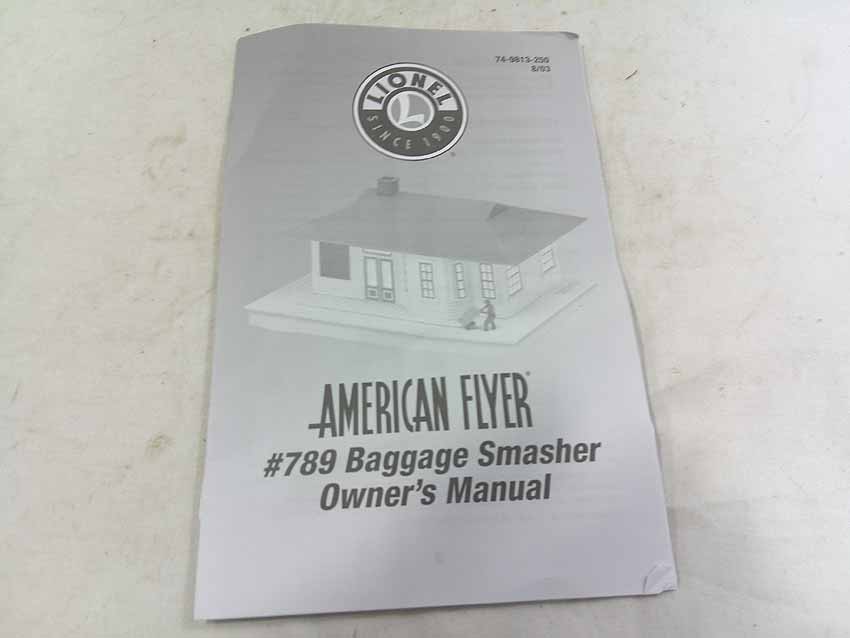 74-0813-250
8/03
LIONEL
L
SINCE 1900
AMERICAN FLYER®
#789 Baggage Smasher
Owner's Manual